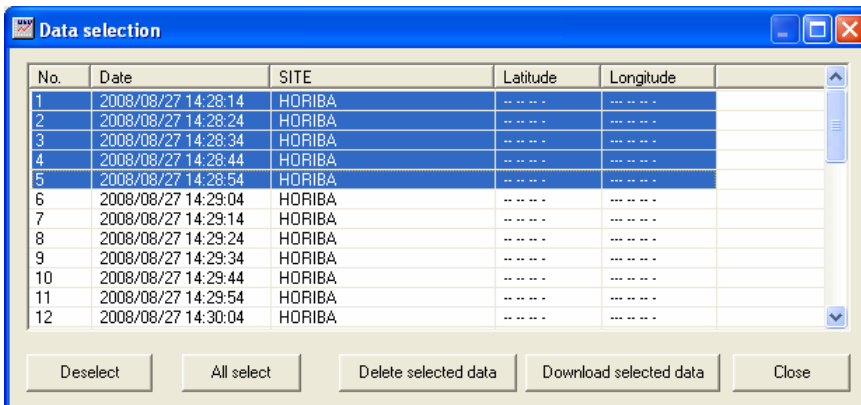 Data selection
No. Date SITE Latitude Longitude
1 2008/08/27 14:28:14 HORIBA -- -- -- - --- -- -- -
2 2008/08/27 14:28:24 HORIBA -- -- -- - --- -- -- -
3 2008/08/27 14:28:34 HORIBA -- -- -- - --- -- -- -
4 2008/08/27 14:28:44 HORIBA -- -- -- - --- -- -- -
5 2008/08/27 14:28:54 HORIBA -- -- -- - --- -- -- -
6 2008/08/27 14:29:04 HORIBA -- -- -- - --- -- -- -
7 2008/08/27 14:29:14 HORIBA -- -- -- - --- -- -- -
8 2008/08/27 14:29:24 HORIBA -- -- -- - --- -- -- -
9 2008/08/27 14:29:34 HORIBA -- -- -- - --- -- -- -
10 2008/08/27 14:29:44 HORIBA -- -- -- - --- -- -- -
11 2008/08/27 14:29:54 HORIBA -- -- -- - --- -- -- -
12 2008/08/27 14:30:04 HORIBA -- -- -- - --- -- -- -
Deselect All select Delete selected data Download selected data Close